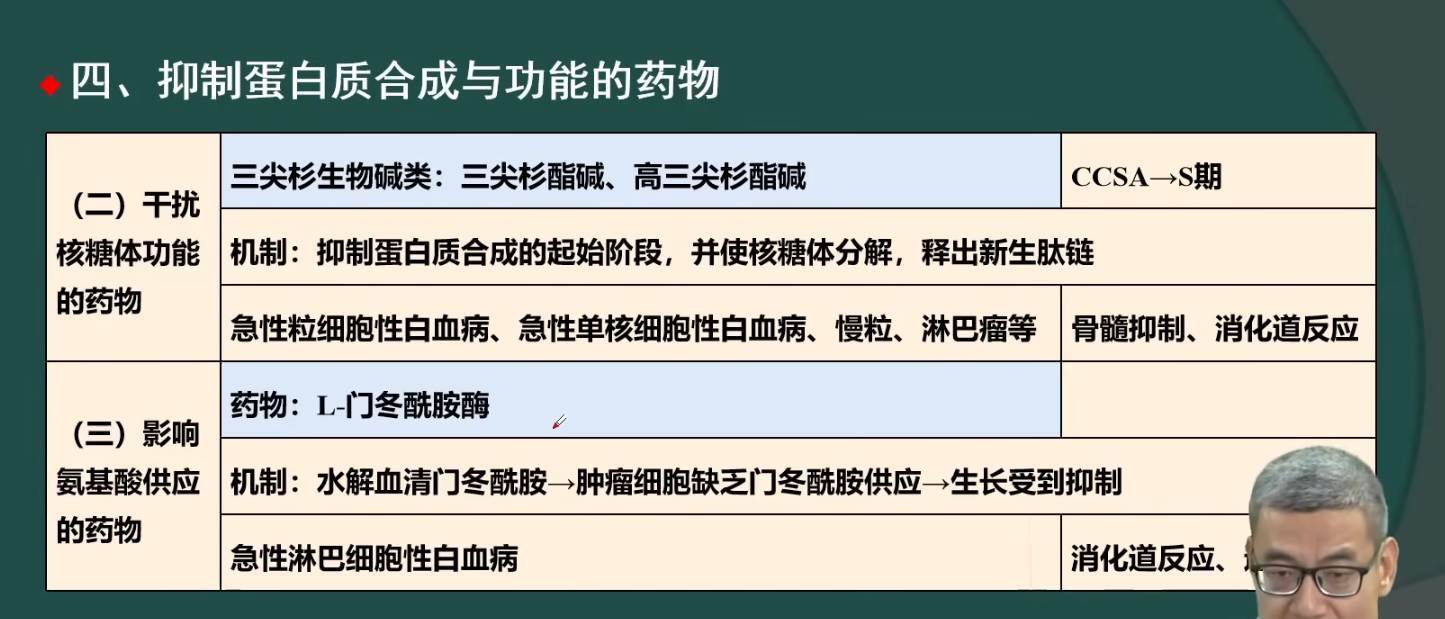 四、抑制蛋白质合成与功能的药物
（二）干扰
核糖体功能
的药物
三尖杉生物碱类：三尖杉酯碱、高三尖杉酯碱
CCSA→S期
机制：抑制蛋白质合成的起始阶段，并使核糖体分解，释出新生肽链
急性粒细胞性白血病、急性单核细胞性白血病、慢粒、淋巴瘤等
骨髓抑制、消化道反应
（三）影响
氨基酸供应
的药物
药物：L-门冬酰胺酶
机制：水解血清门冬酰胺→肿瘤细胞缺乏门冬酰胺供应→生长受到抑制
急性淋巴细胞性白血病
消化道反应、